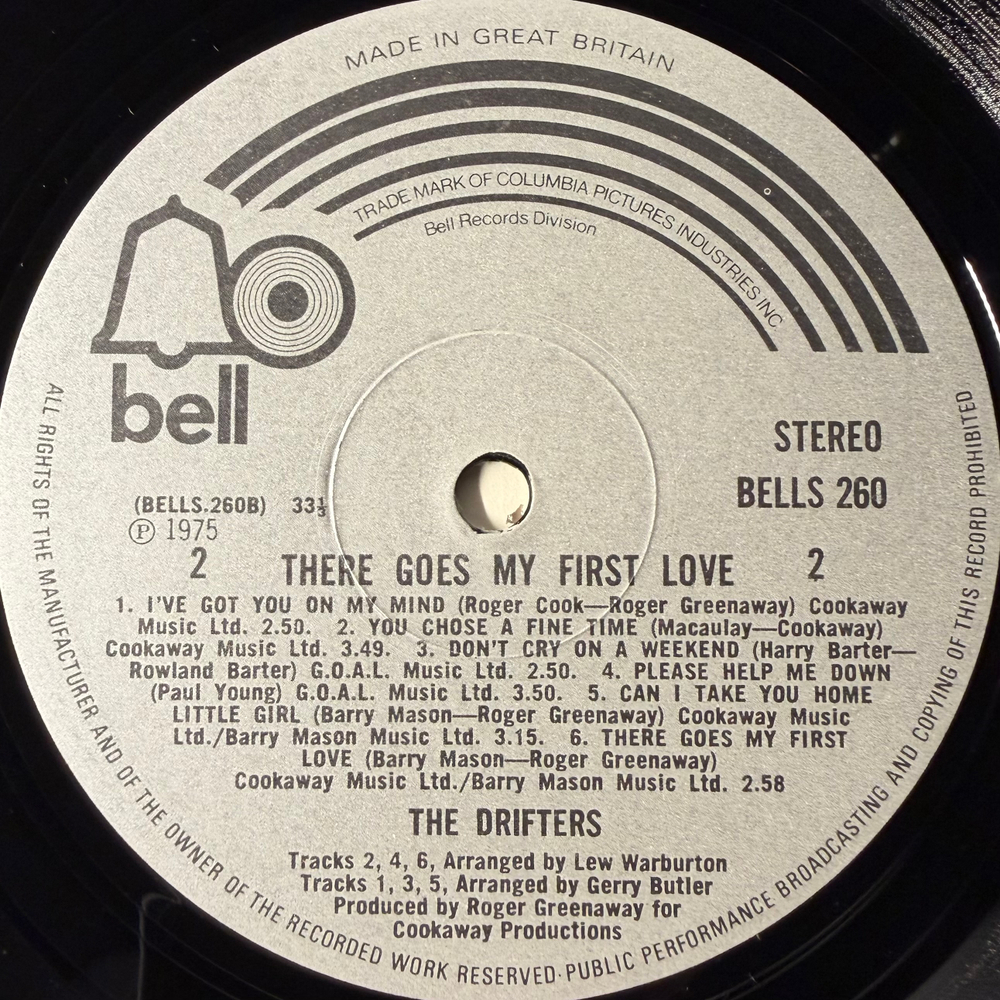 MADE IN GREAT BRITAIN
TRADE MARK OF COLUMBIA PICTURES INDUSTRIES INC.
Bell Records Division
bell
STEREO
BELLS 260
(BELLS.260B) 33⅓
Ⓟ 1975
2 THERE GOES MY FIRST LOVE 2
1. I'VE GOT YOU ON MY MIND (Roger Cook—Roger Greenaway) Cookaway
Music Ltd. 2.50. 2. YOU CHOSE A FINE TIME (Macaulay—Cookaway)
Cookaway Music Ltd. 3.49. 3. DON'T CRY ON A WEEKEND (Harry Barter—
Rowland Barter) G.O.A.L. Music Ltd. 2.50. 4. PLEASE HELP ME DOWN
(Paul Young) G.O.A.L. Music Ltd. 3.50. 5. CAN I TAKE YOU HOME
LITTLE GIRL (Barry Mason—Roger Greenaway) Cookaway Music
Ltd./Barry Mason Music Ltd. 3.15. 6. THERE GOES MY FIRST
LOVE (Barry Mason—Roger Greenaway)
Cookaway Music Ltd./Barry Mason Music Ltd. 2.58
THE DRIFTERS
Tracks 2, 4, 6, Arranged by Lew Warburton
Tracks 1, 3, 5, Arranged by Gerry Butler
Produced by Roger Greenaway for
Cookaway Productions
ALL RIGHTS OF THE MANUFACTURER AND OF THE OWNER OF THE RECORDED WORK RESERVED·PUBLIC PERFORMANCE BROADCASTING AND COPYING OF THIS RECORD PROHIBITED